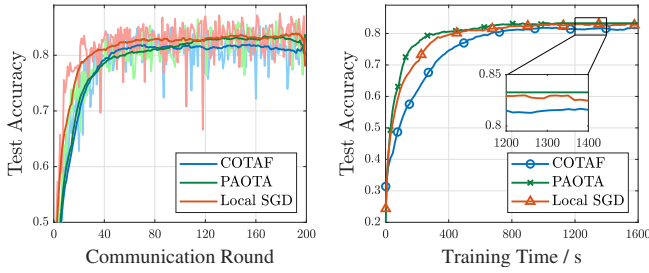 Test Accuracy
0.8
0.7
0.6
0.5
0
40
80
120
160
200
Communication Round
COTAF
PAOTA
Local SGD
Test Accuracy
0.9
0.8
0.7
0.6
0.5
0.4
0.3
0.2
0
400
800
1200
1600
Training Time / s
0.85
0.8
1200
1300
1400
COTAF
PAOTA
Local SGD